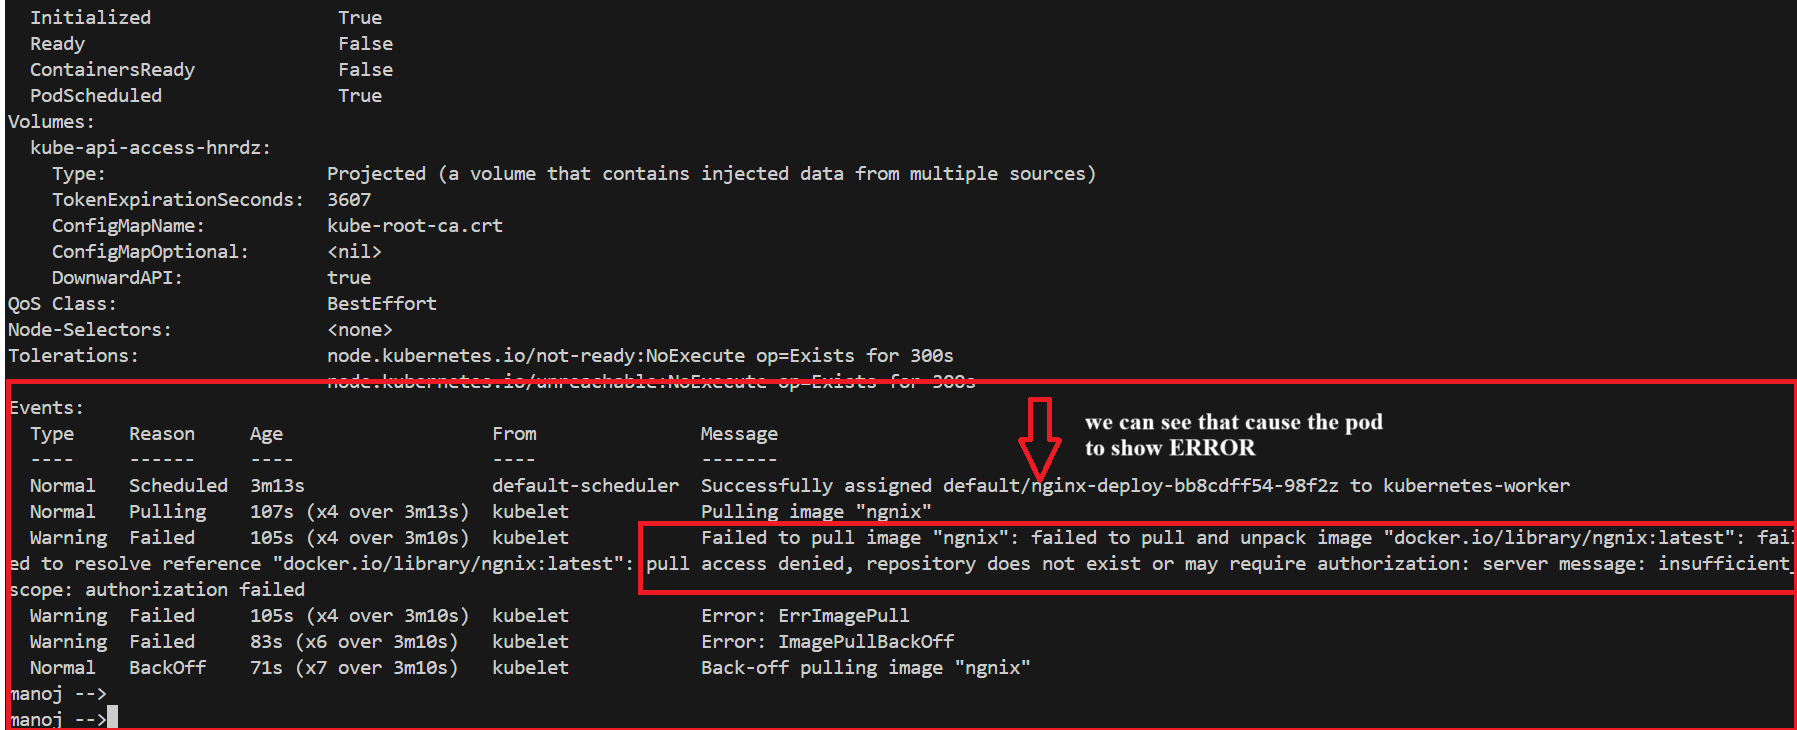 Initialized True
Ready False
ContainersReady False
PodScheduled True
Volumes:
kube-api-access-hnrdz:
Type: Projected (a volume that contains injected data from multiple sources)
TokenExpirationSeconds: 3607
ConfigMapName: kube-root-ca.crt
ConfigMapOptional: <nil>
DownwardAPI: true
QoS Class: BestEffort
Node-Selectors: <none>
Tolerations: node.kubernetes.io/not-ready:NoExecute op=Exists for 300s
node.kubernetes.io/unreachable:NoExecute op=Exists for 300s
Events:
we can see that cause the pod
to show ERROR
Type Reason Age From Message
---- ------ ---- ---- -------
Normal Scheduled 3m13s default-scheduler Successfully assigned default/nginx-deploy-bb8cdff54-98f2z to kubernetes-worker
Normal Pulling 107s (x4 over 3m13s) kubelet Pulling image "ngnix"
Warning Failed 105s (x4 over 3m10s) kubelet Failed to pull image "ngnix": failed to pull and unpack image "docker.io/library/ngnix:latest": fail
ed to resolve reference "docker.io/library/ngnix:latest": pull access denied, repository does not exist or may require authorization: server message: insufficient_
scope: authorization failed
Warning Failed 105s (x4 over 3m10s) kubelet Error: ErrImagePull
Warning Failed 83s (x6 over 3m10s) kubelet Error: ImagePullBackOff
Normal BackOff 71s (x7 over 3m10s) kubelet Back-off pulling image "ngnix"
manoj -->
manoj -->